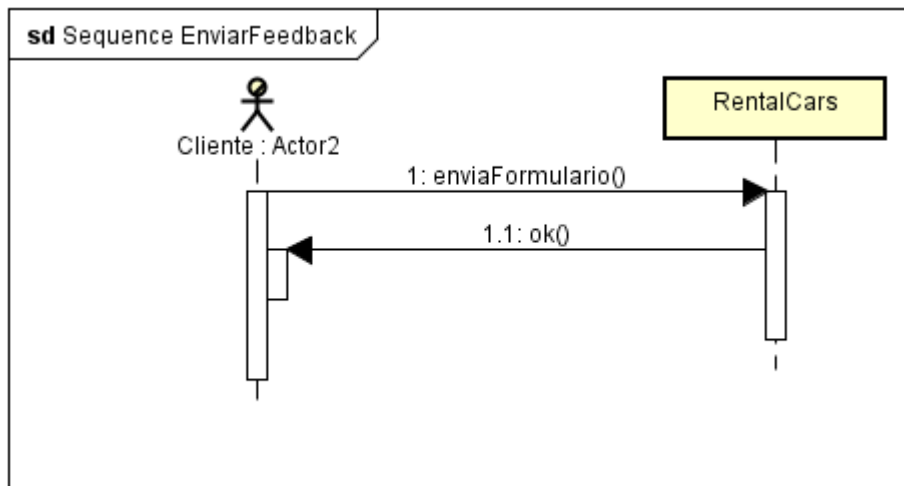 sd Sequence EnviarFeedback
Cliente : Actor2
RentalCars
1: enviaFormulario()
1.1: ok()